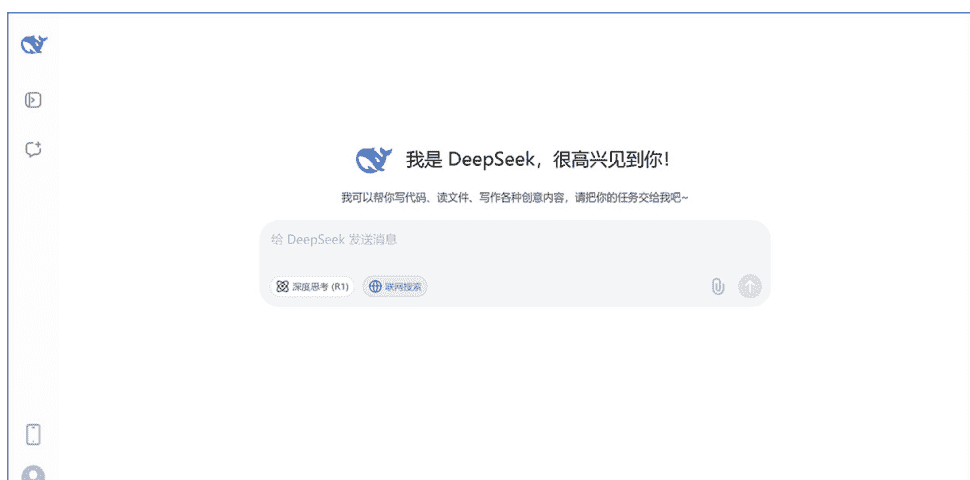 我是 DeepSeek，很高兴见到你！
我可以帮你写代码、读文件、写作各种创意内容，请把你的任务交给我吧~
给 DeepSeek 发送消息
深度思考 (R1) 联网搜索